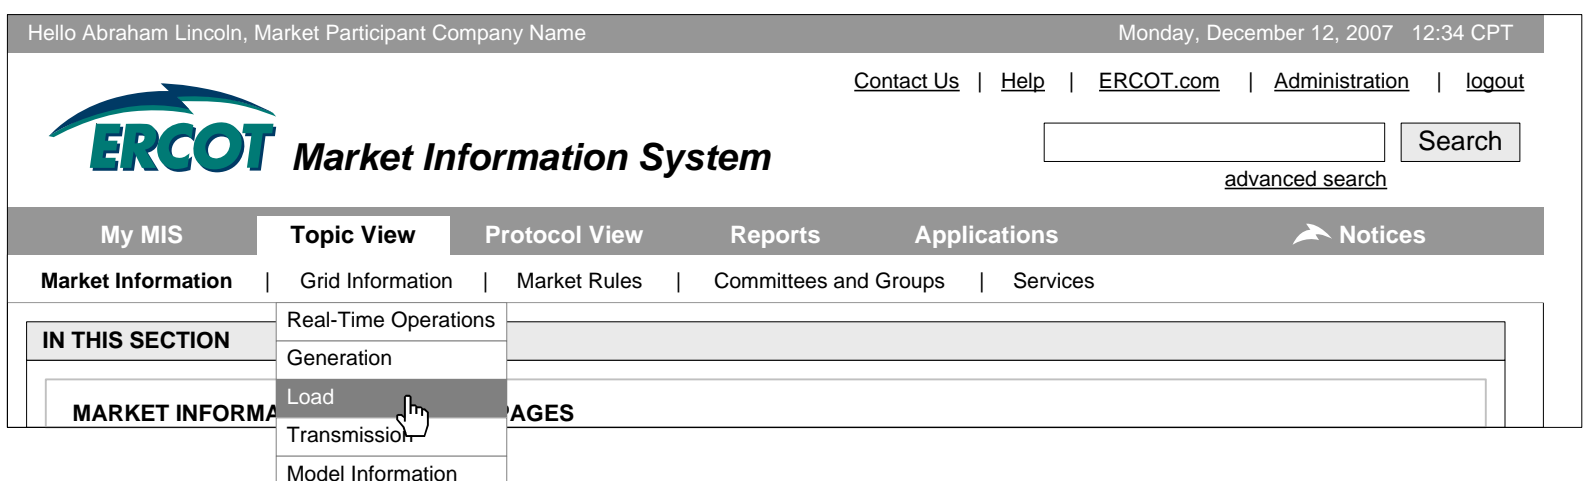 Hello Abraham Lincoln, Market Participant Company Name Monday, December 12, 2007 12:34 CPT
Contact Us | Help | ERCOT.com | Administration | logout
ERCOT Market Information System
Search
advanced search
My MIS Topic View Protocol View Reports Applications Notices
Market Information | Grid Information | Market Rules | Committees and Groups | Services
Real-Time Operations
IN THIS SECTION
Generation
Load
MARKET INFORMA AGES
Transmission
Model Information